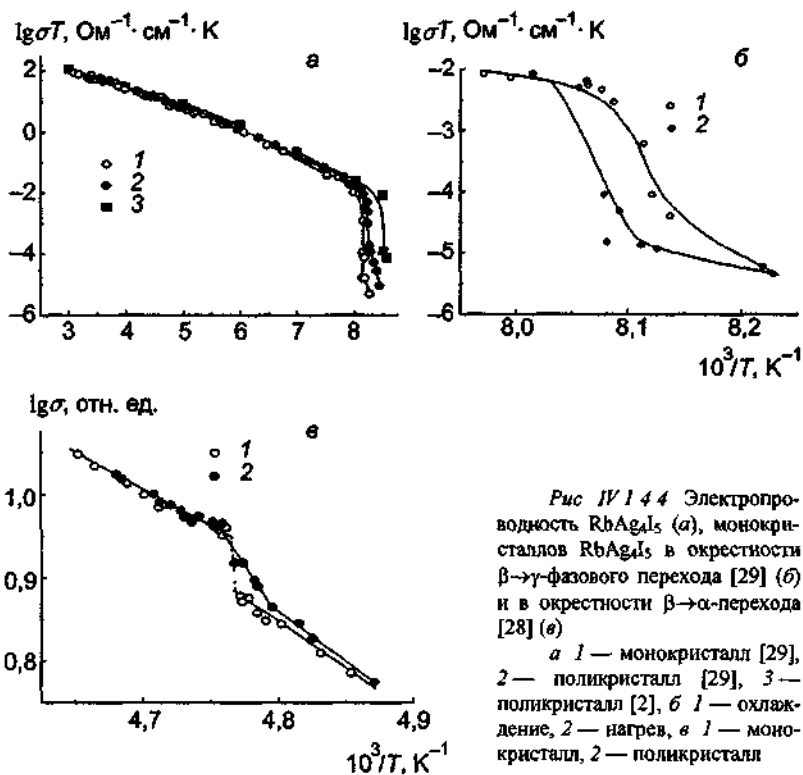 lgσT, Ом⁻¹· см⁻¹· К
а
2
0
−2
−4
−6
1
2
3
3
4
5
6
7
8
10³/T, К⁻¹
lgσT, Ом⁻¹· см⁻¹· К
б
−2
−3
−4
−5
−6
1
2
8,0
8,1
8,2
lgσ, отн. ед.
в
1,0
0,9
0,8
1
2
4,7
4,8
4,9
10³/T, К⁻¹
Рис IV 1 4 4 Электропро-
водность RbAg₄I₅ (а), монокри-
сталлов RbAg₄I₅ в окрестности
β→γ-фазового перехода [29] (б)
и в окрестности β→α-перехода
[28] (в)
а 1 — монокристалл [29],
2 — поликристалл [29], 3 —
поликристалл [2], б 1 — охлаж-
дение, 2 — нагрев, в 1 — моно-
кристалл, 2 — поликристалл